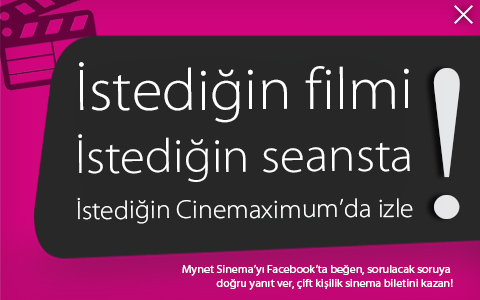 İstediğin filmi
İstediğin seansta
İstediğin Cinemaximum'da izle
!
Mynet Sinema'yı Facebook'ta beğen, sorulacak soruya
doğru yanıt ver, çift kişilik sinema biletini kazan!